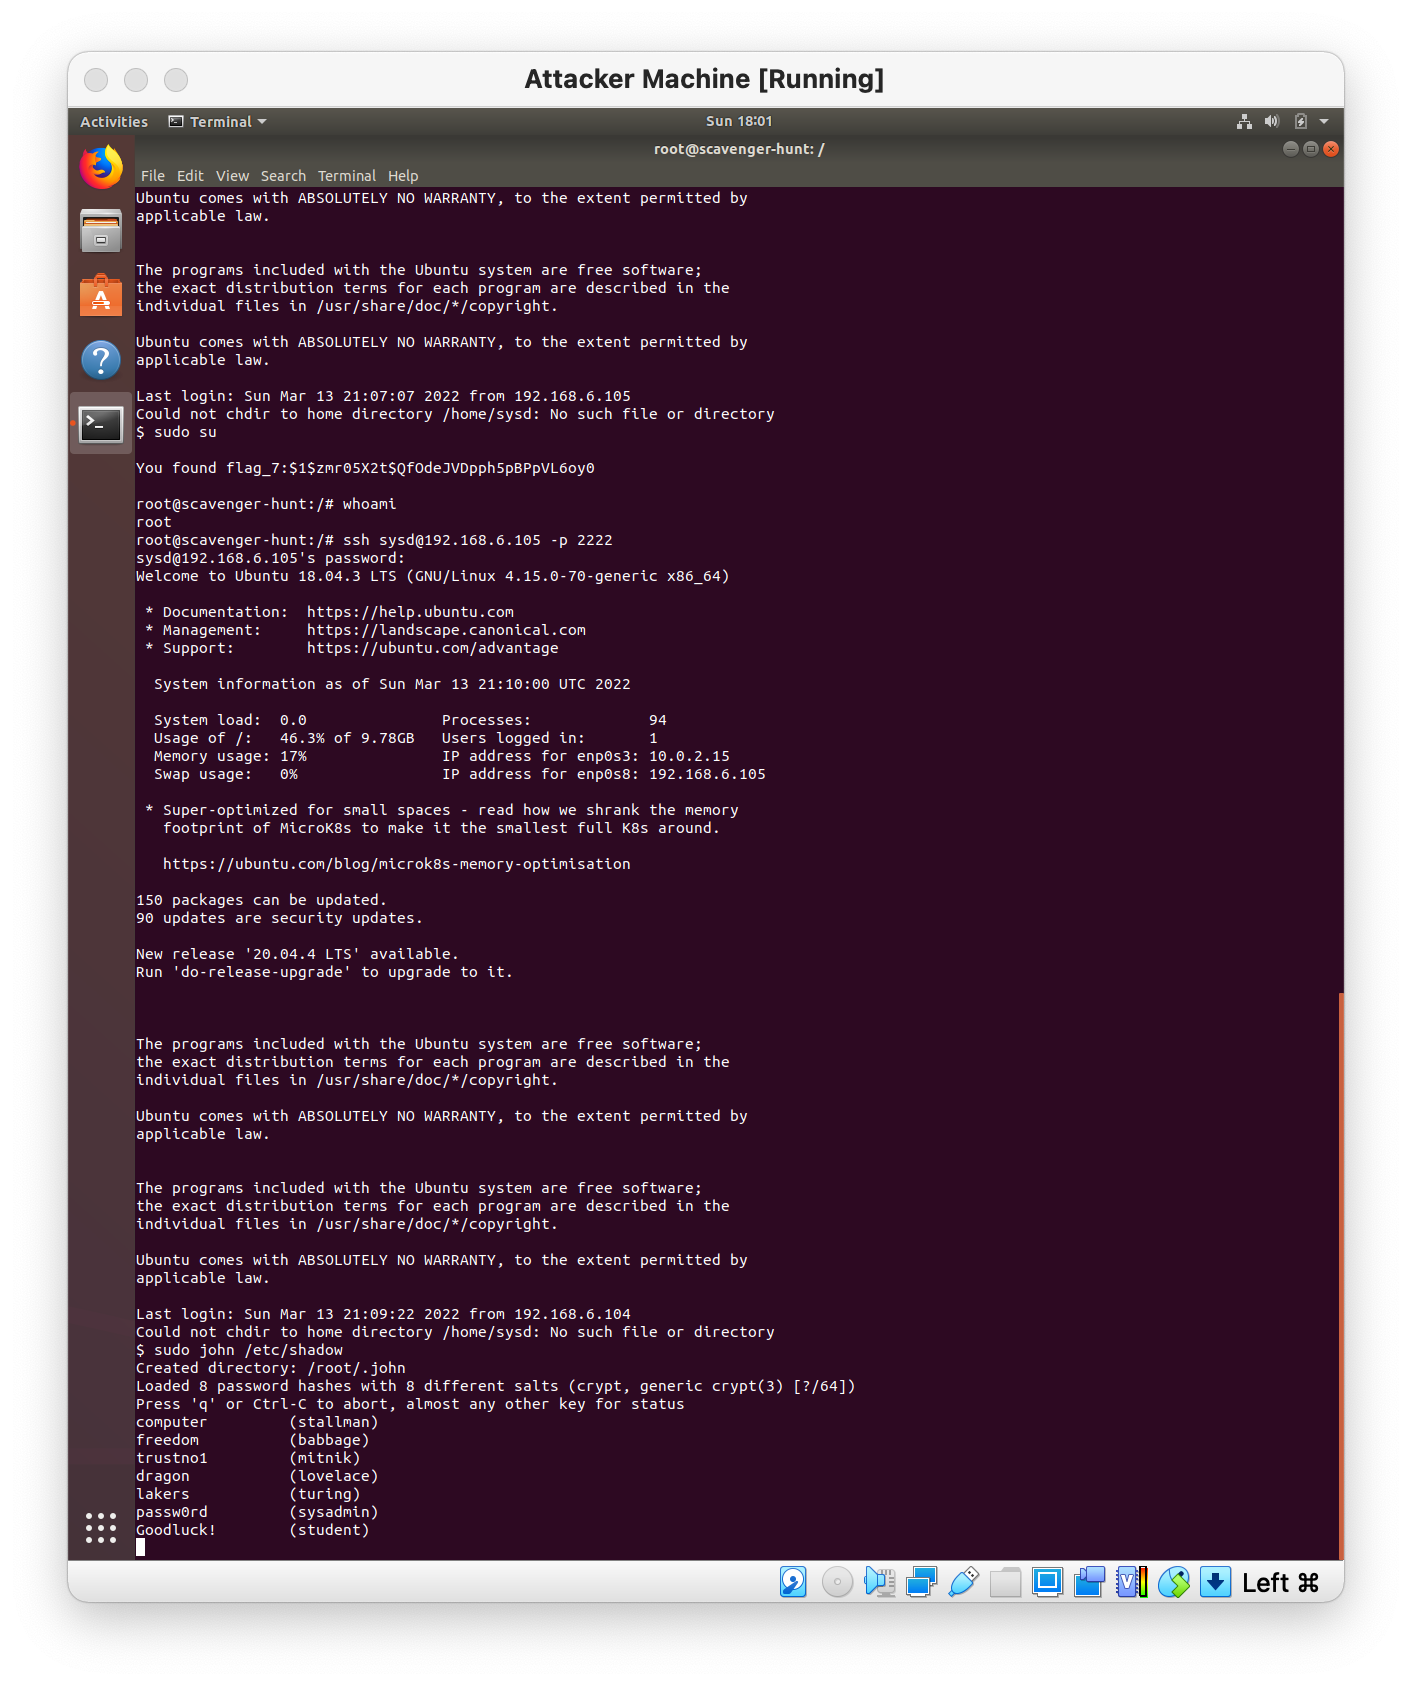 Attacker Machine [Running]
Activities Terminal Sun 18:01
root@scavenger-hunt: /
File Edit View Search Terminal Help
Ubuntu comes with ABSOLUTELY NO WARRANTY, to the extent permitted by
applicable law.
The programs included with the Ubuntu system are free software;
the exact distribution terms for each program are described in the
individual files in /usr/share/doc/*/copyright.
Ubuntu comes with ABSOLUTELY NO WARRANTY, to the extent permitted by
applicable law.
Last login: Sun Mar 13 21:07:07 2022 from 192.168.6.105
Could not chdir to home directory /home/sysd: No such file or directory
$ sudo su
You found flag_7:$1$zmr05X2t$QfOdeJVDpph5pBPpVL6oy0
root@scavenger-hunt:/# whoami
root
root@scavenger-hunt:/# ssh sysd@192.168.6.105 -p 2222
sysd@192.168.6.105's password:
Welcome to Ubuntu 18.04.3 LTS (GNU/Linux 4.15.0-70-generic x86_64)
* Documentation:  https://help.ubuntu.com
* Management:     https://landscape.canonical.com
* Support:        https://ubuntu.com/advantage
System information as of Sun Mar 13 21:10:00 UTC 2022
System load:  0.0               Processes:             94
Usage of /:   46.3% of 9.78GB   Users logged in:       1
Memory usage: 17%               IP address for enp0s3: 10.0.2.15
Swap usage:   0%                IP address for enp0s8: 192.168.6.105
* Super-optimized for small spaces - read how we shrank the memory
footprint of MicroK8s to make it the smallest full K8s around.
https://ubuntu.com/blog/microk8s-memory-optimisation
150 packages can be updated.
90 updates are security updates.
New release '20.04.4 LTS' available.
Run 'do-release-upgrade' to upgrade to it.
The programs included with the Ubuntu system are free software;
the exact distribution terms for each program are described in the
individual files in /usr/share/doc/*/copyright.
Ubuntu comes with ABSOLUTELY NO WARRANTY, to the extent permitted by
applicable law.
The programs included with the Ubuntu system are free software;
the exact distribution terms for each program are described in the
individual files in /usr/share/doc/*/copyright.
Ubuntu comes with ABSOLUTELY NO WARRANTY, to the extent permitted by
applicable law.
Last login: Sun Mar 13 21:09:22 2022 from 192.168.6.104
Could not chdir to home directory /home/sysd: No such file or directory
$ sudo john /etc/shadow
Created directory: /root/.john
Loaded 8 password hashes with 8 different salts (crypt, generic crypt(3) [?/64])
Press 'q' or Ctrl-C to abort, almost any other key for status
computer         (stallman)
freedom          (babbage)
trustno1         (mitnik)
dragon           (lovelace)
lakers           (turing)
passw0rd         (sysadmin)
Goodluck!        (student)
Left ⌘